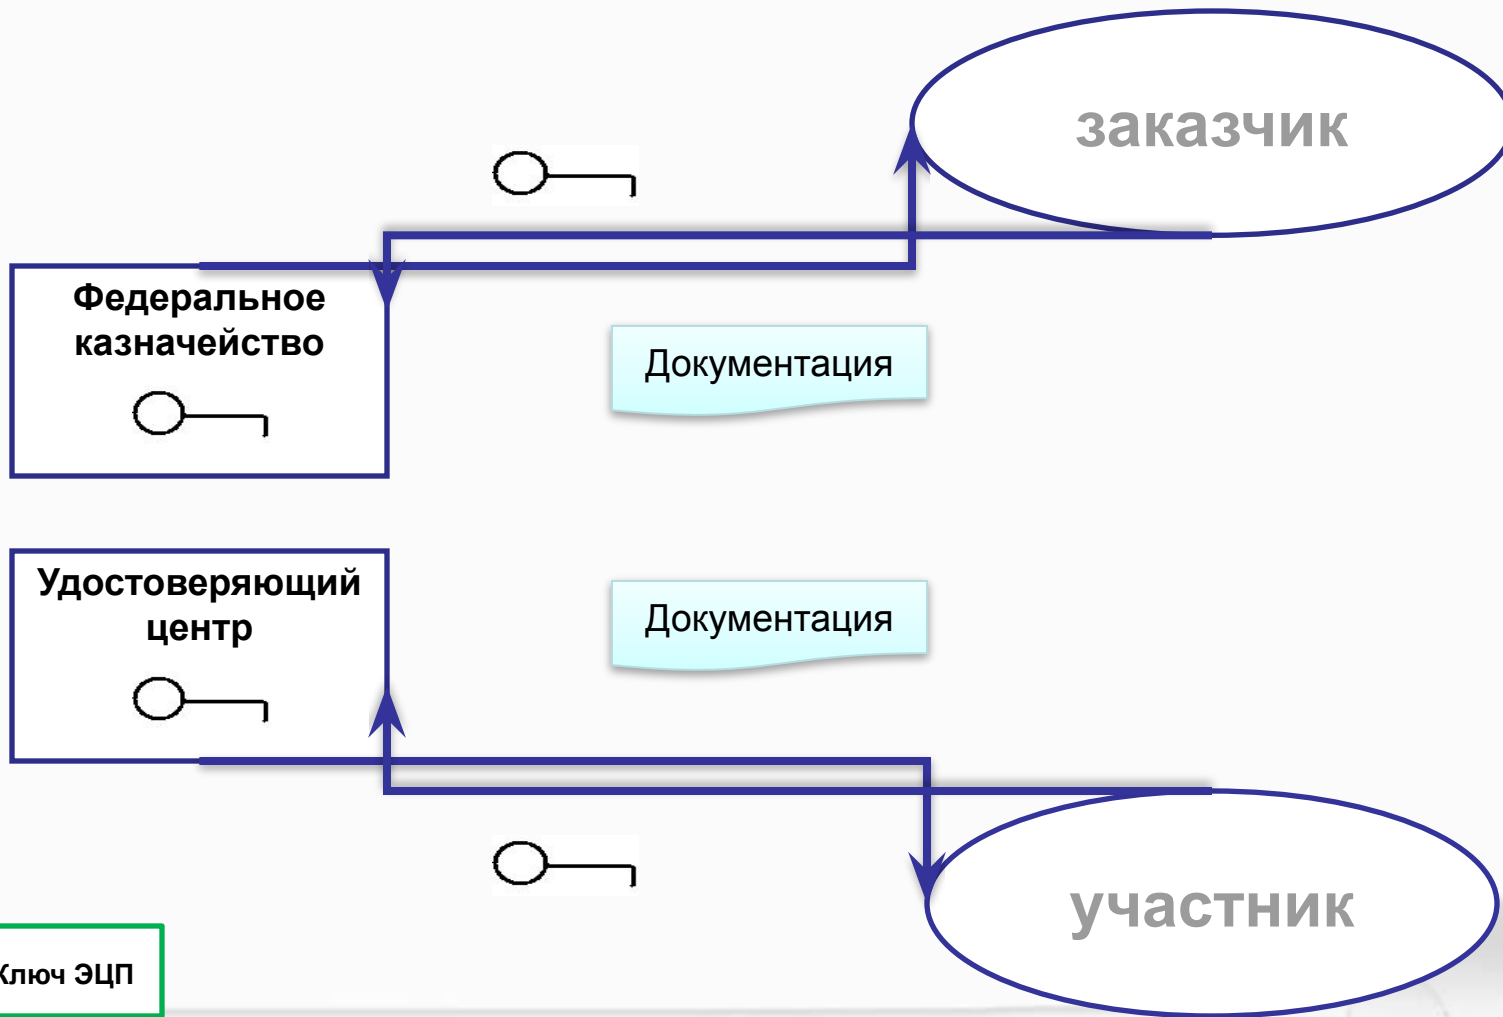 заказчик
Федеральное
казначейство
Документация
Удостоверяющий
центр
Документация
участник
Ключ ЭЦП